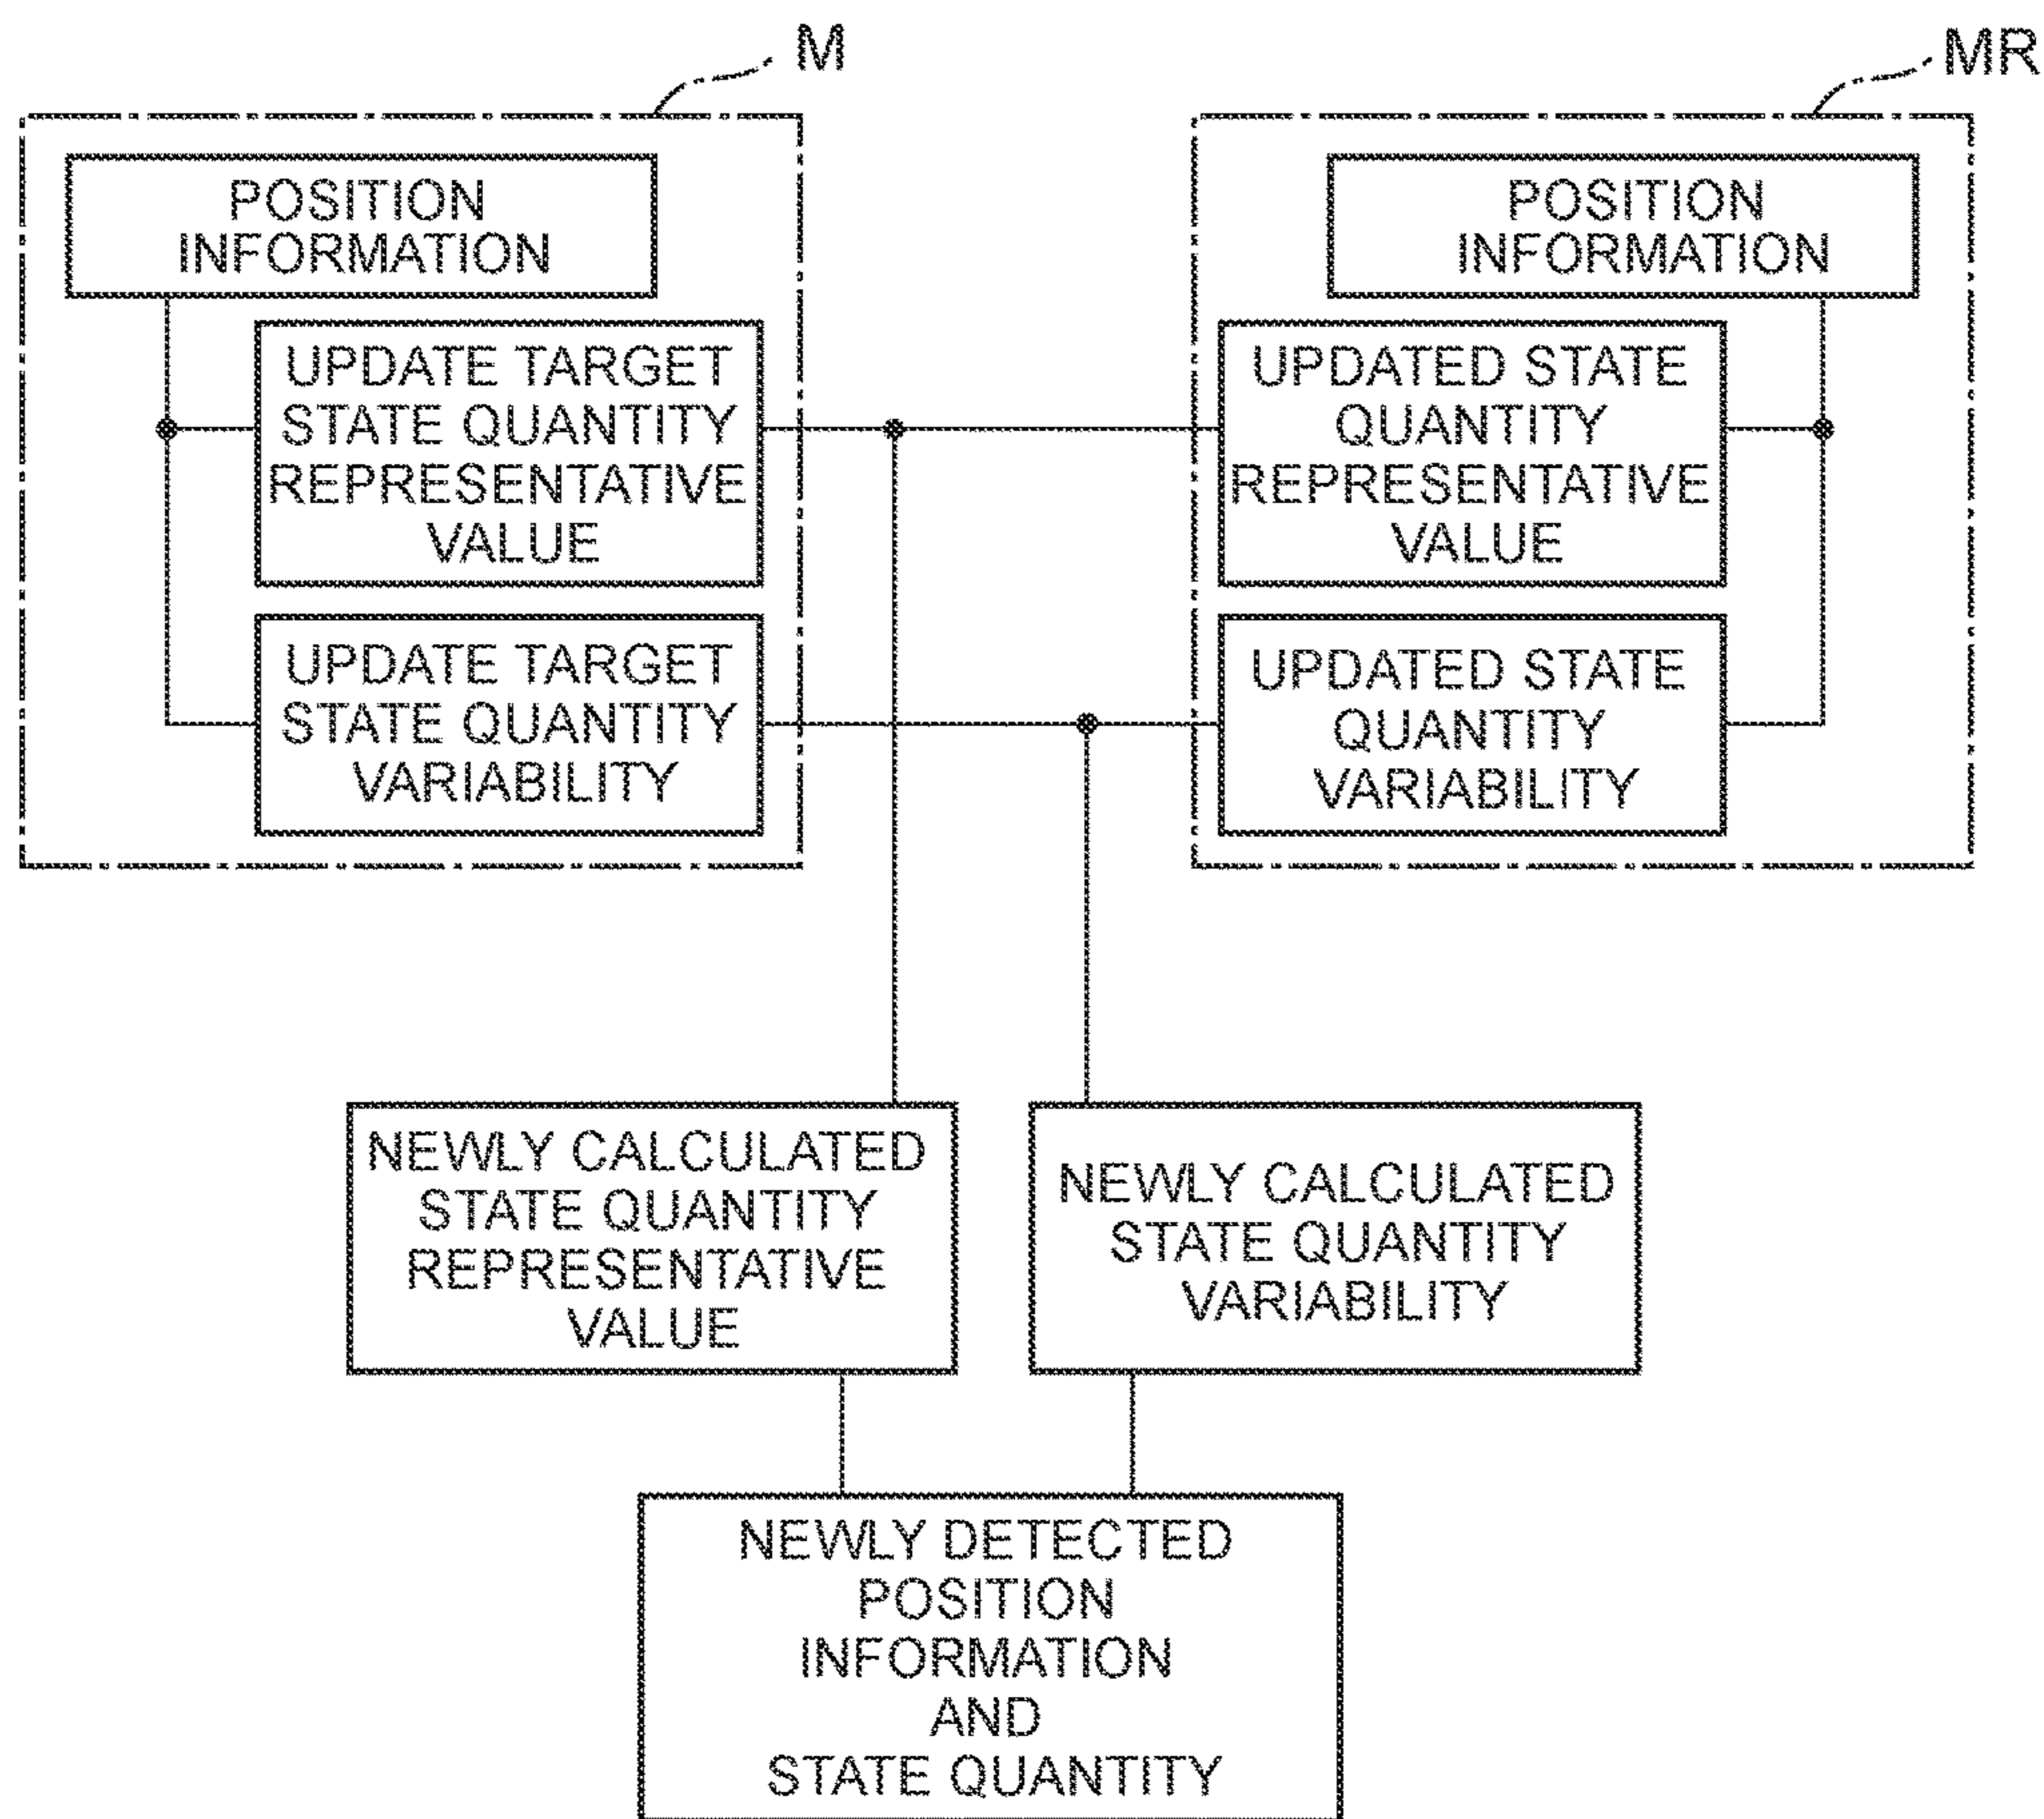 M
MR
POSITION
INFORMATION
POSITION
INFORMATION
UPDATE TARGET
STATE QUANTITY
REPRESENTATIVE
VALUE
UPDATED STATE
QUANTITY
REPRESENTATIVE
VALUE
UPDATE TARGET
STATE QUANTITY
VARIABILITY
UPDATED STATE
QUANTITY
VARIABILITY
NEWLY CALCULATED
STATE QUANTITY
REPRESENTATIVE
VALUE
NEWLY CALCULATED
STATE QUANTITY
VARIABILITY
NEWLY DETECTED
POSITION
INFORMATION
AND
STATE QUANTITY